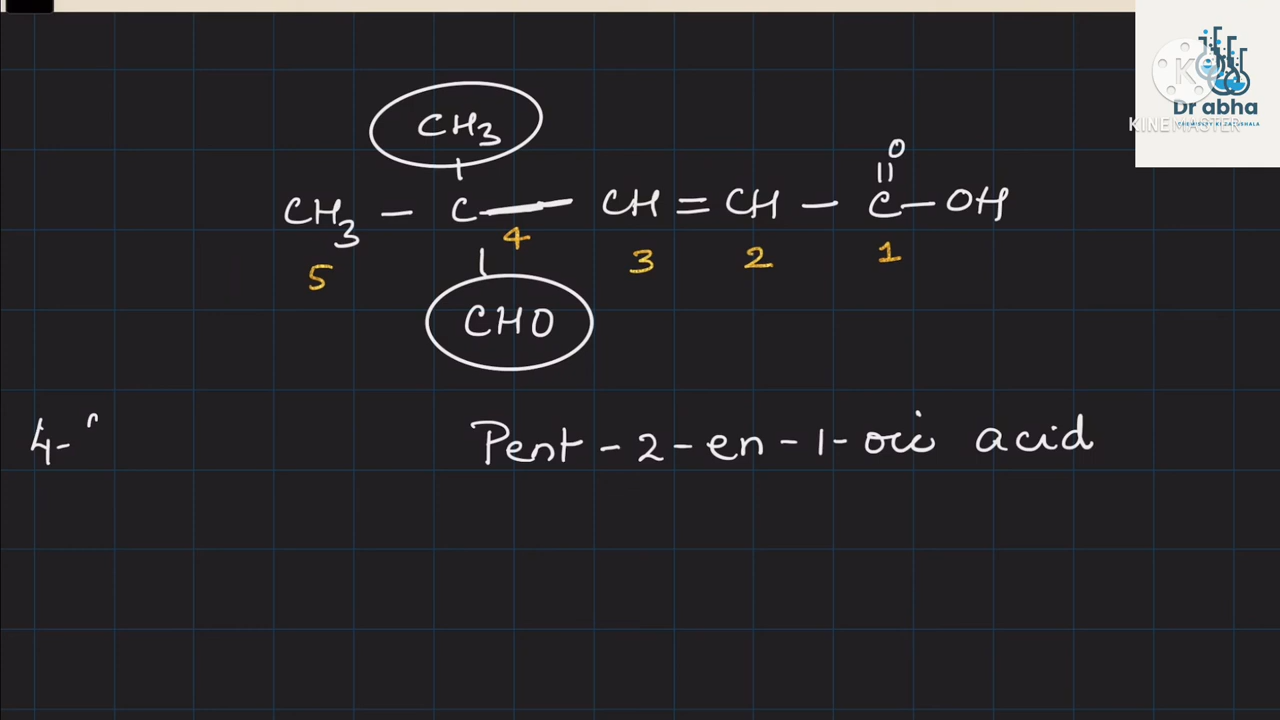 CH3
O
CH3 - C - CH = CH - C - OH
5 4 3 2 1
CHO
4- Pent - 2 - en - 1 - oic acid
Dr abha
KINEMASTER